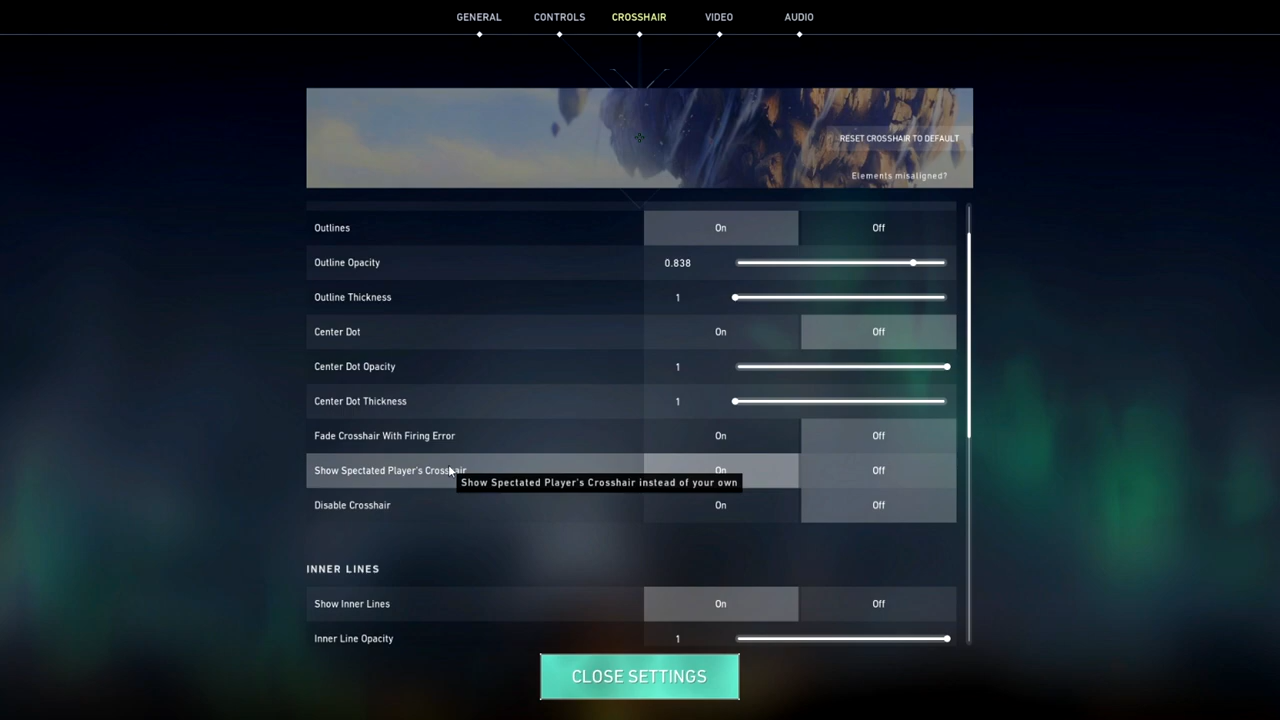 GENERAL CONTROLS CROSSHAIR VIDEO AUDIO
RESET CROSSHAIR TO DEFAULT
Elements misaligned?
Outlines On Off
Outline Opacity 0.838
Outline Thickness 1
Center Dot On Off
Center Dot Opacity 1
Center Dot Thickness 1
Fade Crosshair With Firing Error On Off
Show Spectated Player's Crosshair On Off
Show Spectated Player's Crosshair instead of your own
Disable Crosshair On Off
INNER LINES
Show Inner Lines On Off
Inner Line Opacity 1
CLOSE SETTINGS